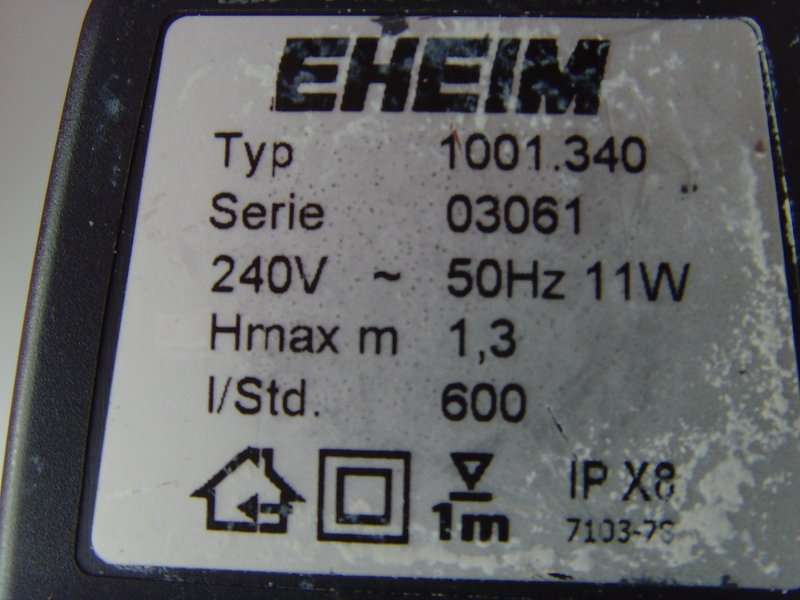 EHEIM
Typ 1001.340
Serie 03061
240V ~ 50Hz 11W
Hmax m 1,3
l/Std. 600
1m IP X8